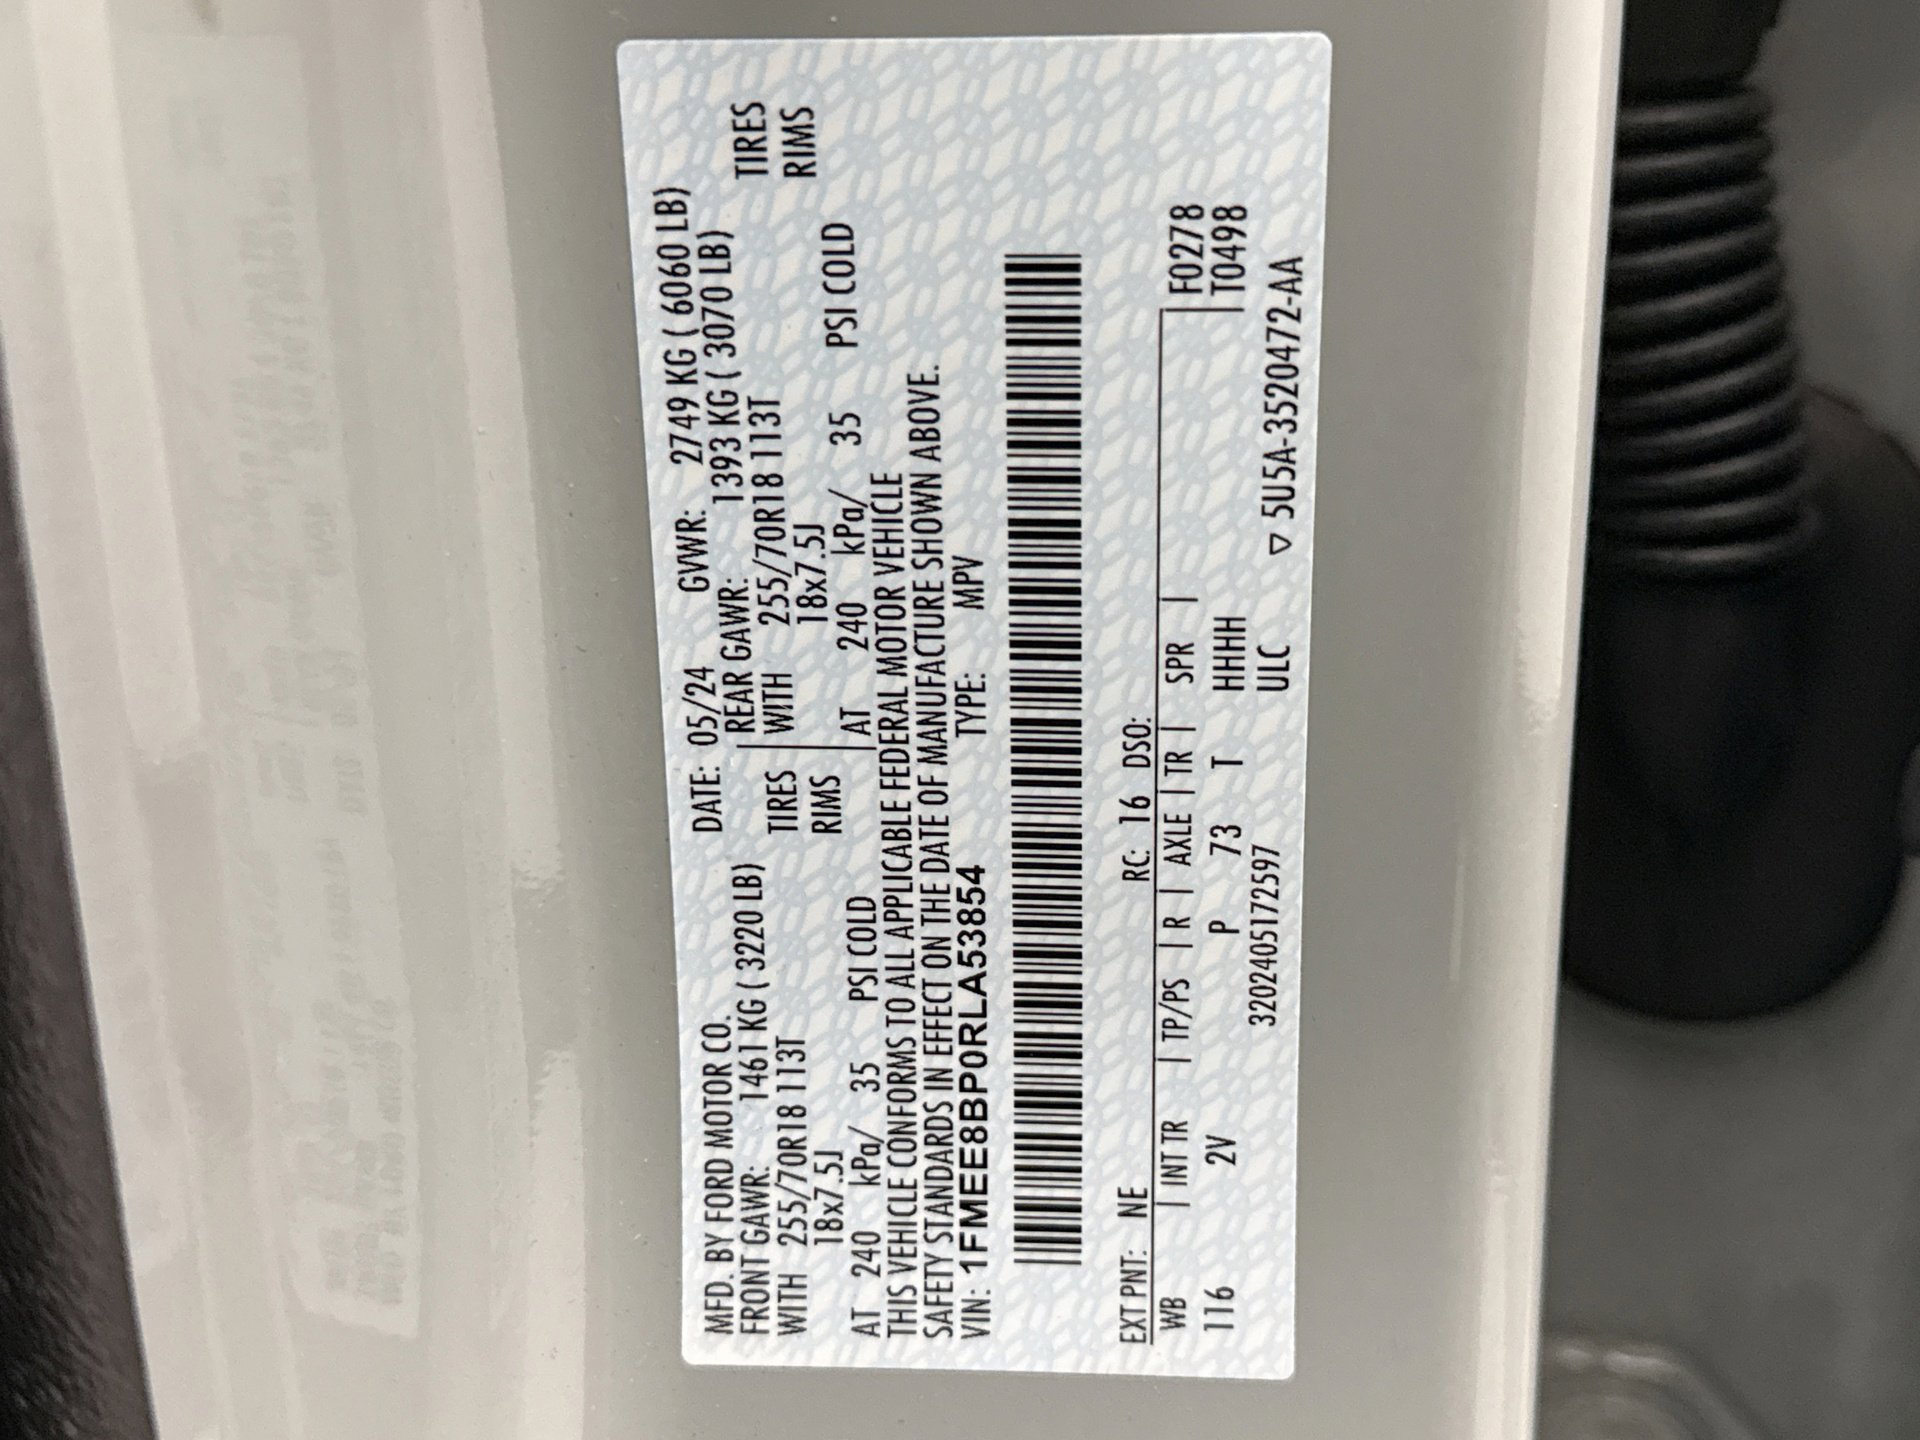 MFD. BY FORD MOTOR CO. DATE: 05/24 GVWR: 2749 KG ( 6060 LB)
FRONT GAWR: 1461 KG ( 3220 LB) REAR GAWR: 1393 KG ( 3070 LB)
WITH 255/70R18 113T TIRES WITH 255/70R18 113T TIRES
18x7.5J RIMS 18x7.5J RIMS
AT 240 kPa/ 35 PSI COLD AT 240 kPa/ 35 PSI COLD
THIS VEHICLE CONFORMS TO ALL APPLICABLE FEDERAL MOTOR VEHICLE
SAFETY STANDARDS IN EFFECT ON THE DATE OF MANUFACTURE SHOWN ABOVE.
VIN: 1FMEE8BP0RLA53854 TYPE: MPV
EXT PNT: NE RC: 16 DSO:
WB | INT TR | TP/PS | R | AXLE | TR | SPR | F0278
116 2V P 73 T HHHH T0498
3202405172597 ULC ▽ 5U5A-3520472-AA